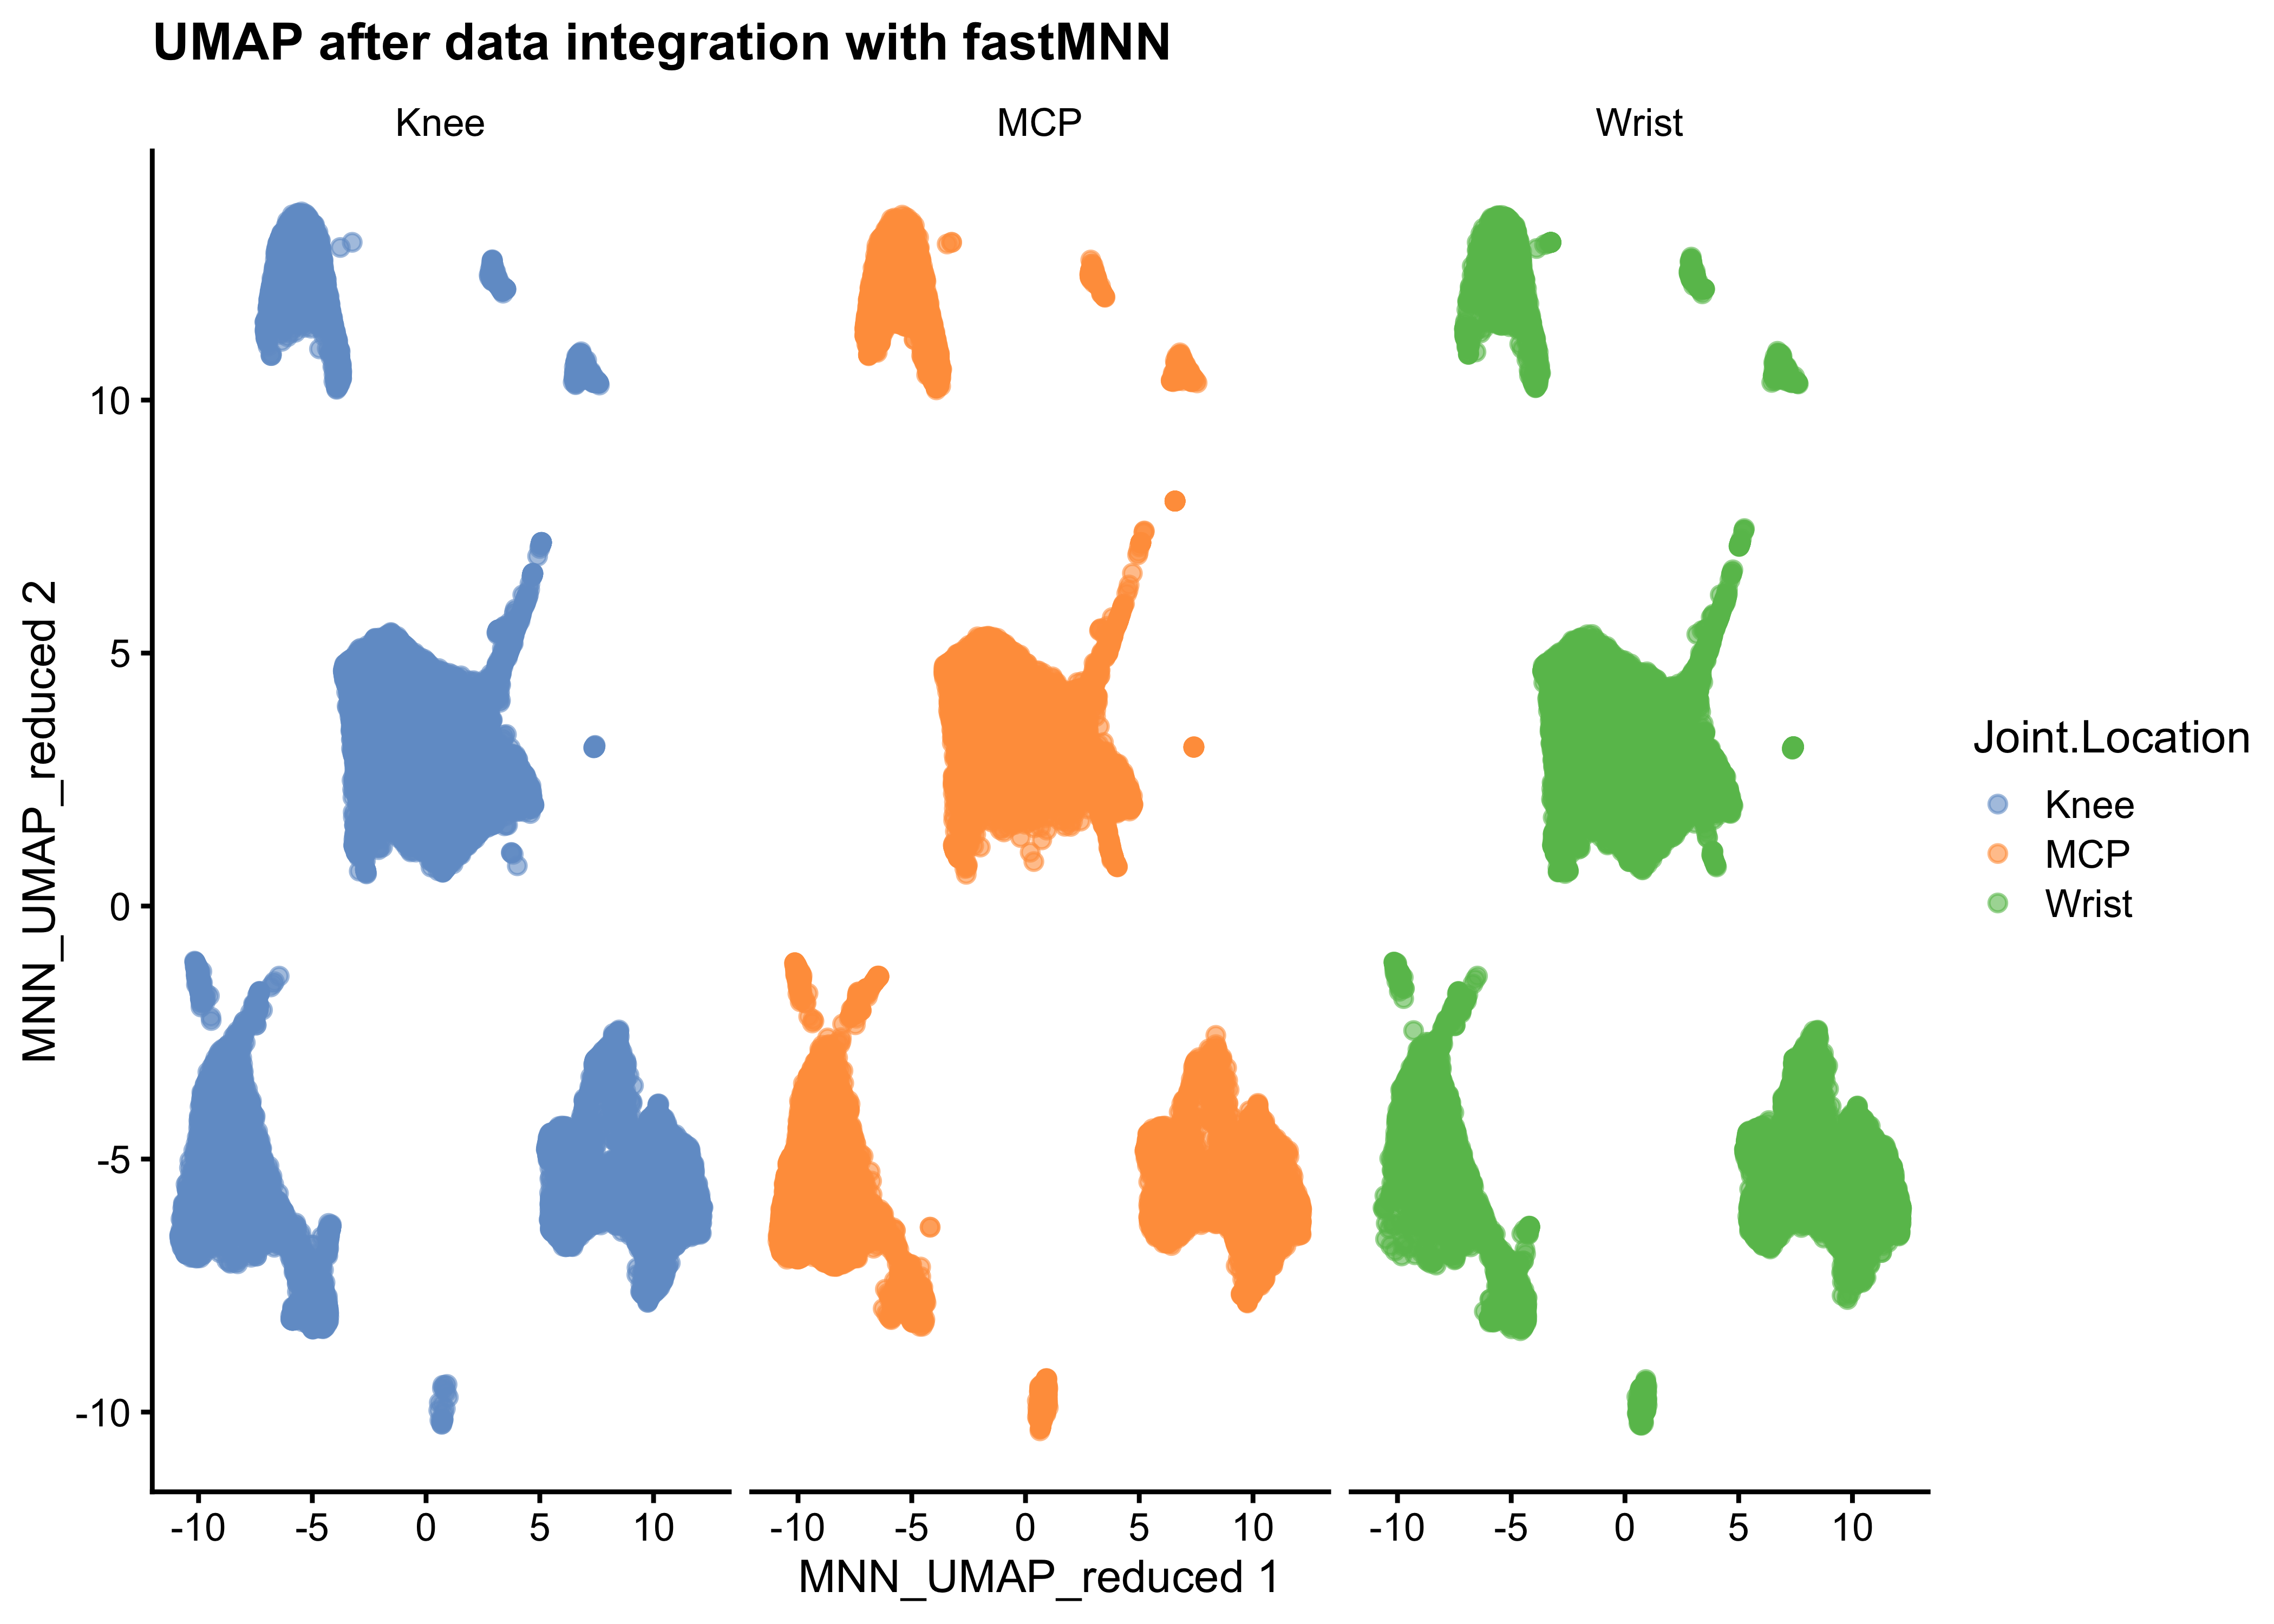 UMAP after data integration with fastMNN
Knee
MCP
Wrist
MNN_UMAP_reduced 2
10
5
0
-5
-10
-10 -5 0 5 10
-10 -5 0 5 10
-10 -5 0 5 10
MNN_UMAP_reduced 1
Joint.Location
Knee
MCP
Wrist